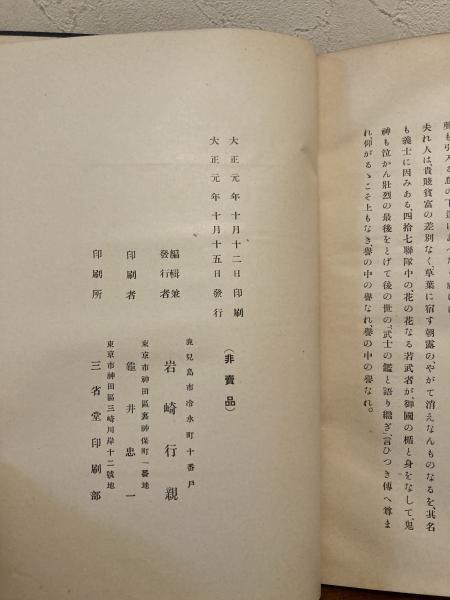 夫れ人は、貴賤貧富の差別なく、草葉に宿す朝露の、やがて消えなんものなるを、其名
も義士に因みある、四拾七聯隊中の、花の花なる若武者が、御國の楯と身をなして、鬼
神も泣かん壯烈の最後をとげて後の世の、武士の鑑と語り繼ぎ、言ひつき傳へ尊ま
れ、仰がるゝこそ上もなき、譽の中の譽なれ、譽の中の譽なれ。
大正元年十月十二日印刷
大正元年十月十五日發行
(非賣品)
鹿兒島市冷水町十番戶
編輯兼
發行者
岩崎行親
東京市神田區裏神保町一番地
印刷者
龜井忠一
東京市神田區三崎川岸十二號地
印刷所
三省堂印刷部